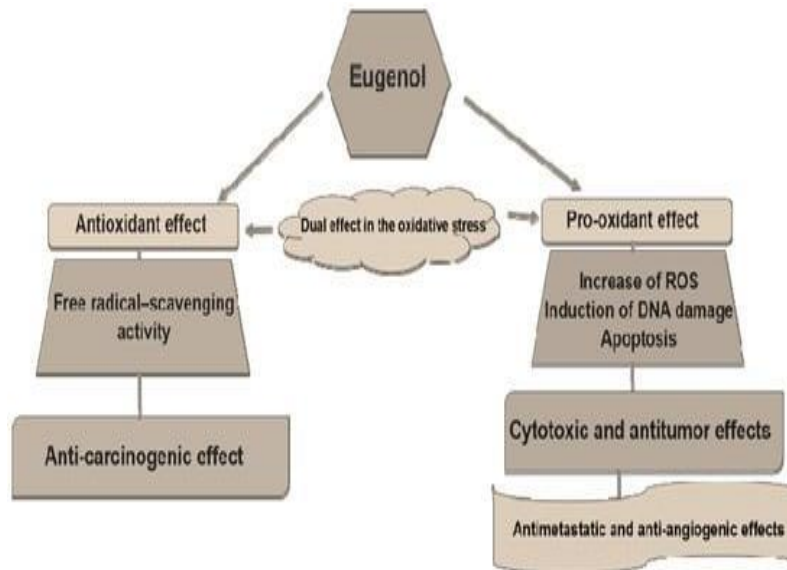 Eugenol
Dual effect in the oxidative stress
Antioxidant effect
Free radical–scavenging
activity
Anti-carcinogenic effect
Pro-oxidant effect
Increase of ROS
Induction of DNA damage
Apoptosis
Cytotoxic and antitumor effects
Antimetastatic and anti-angiogenic effects